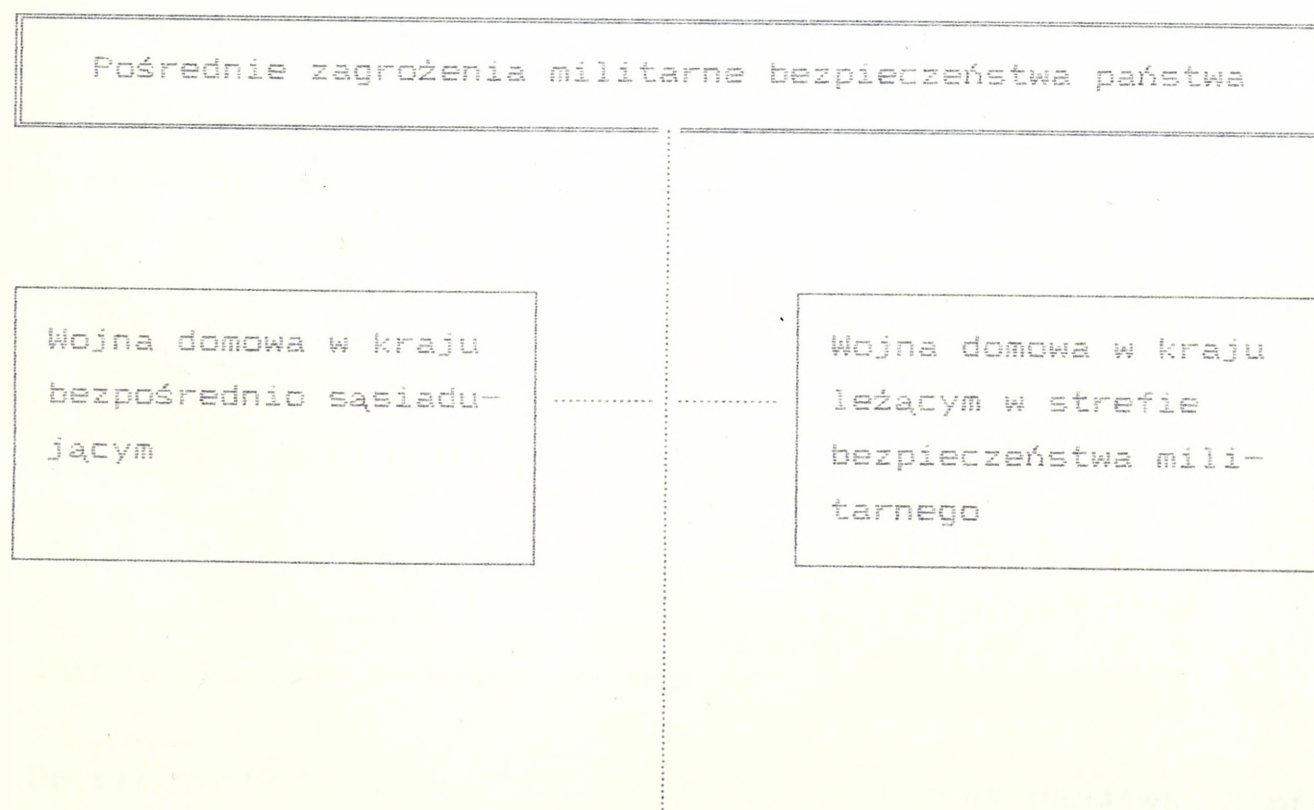 Pośrednie zagrożenia militarne bezpieczeństwa państwa
Wojna domowa w kraju
bezpośrednio sąsiadu-
jącym
Wojna domowa w kraju
leżącym w strefie
bezpieczeństwa mili-
tarnego